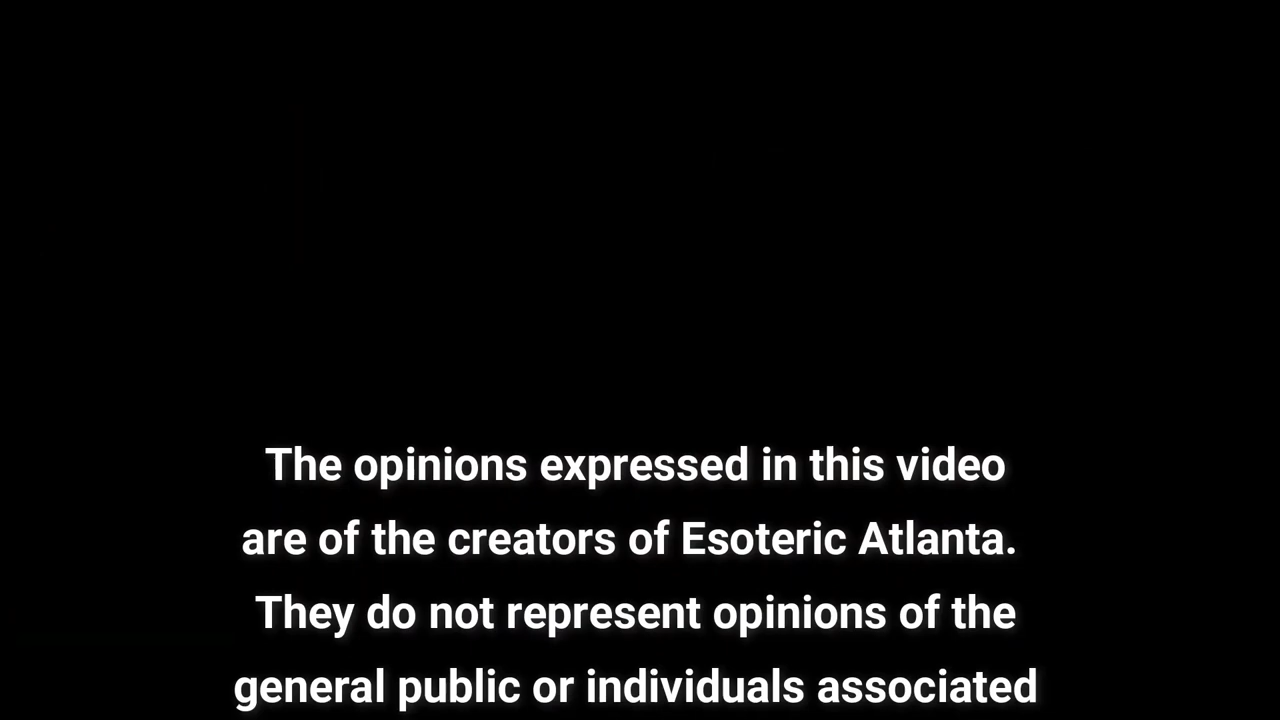 The opinions expressed in this video
are of the creators of Esoteric Atlanta.
They do not represent opinions of the
general public or individuals associated